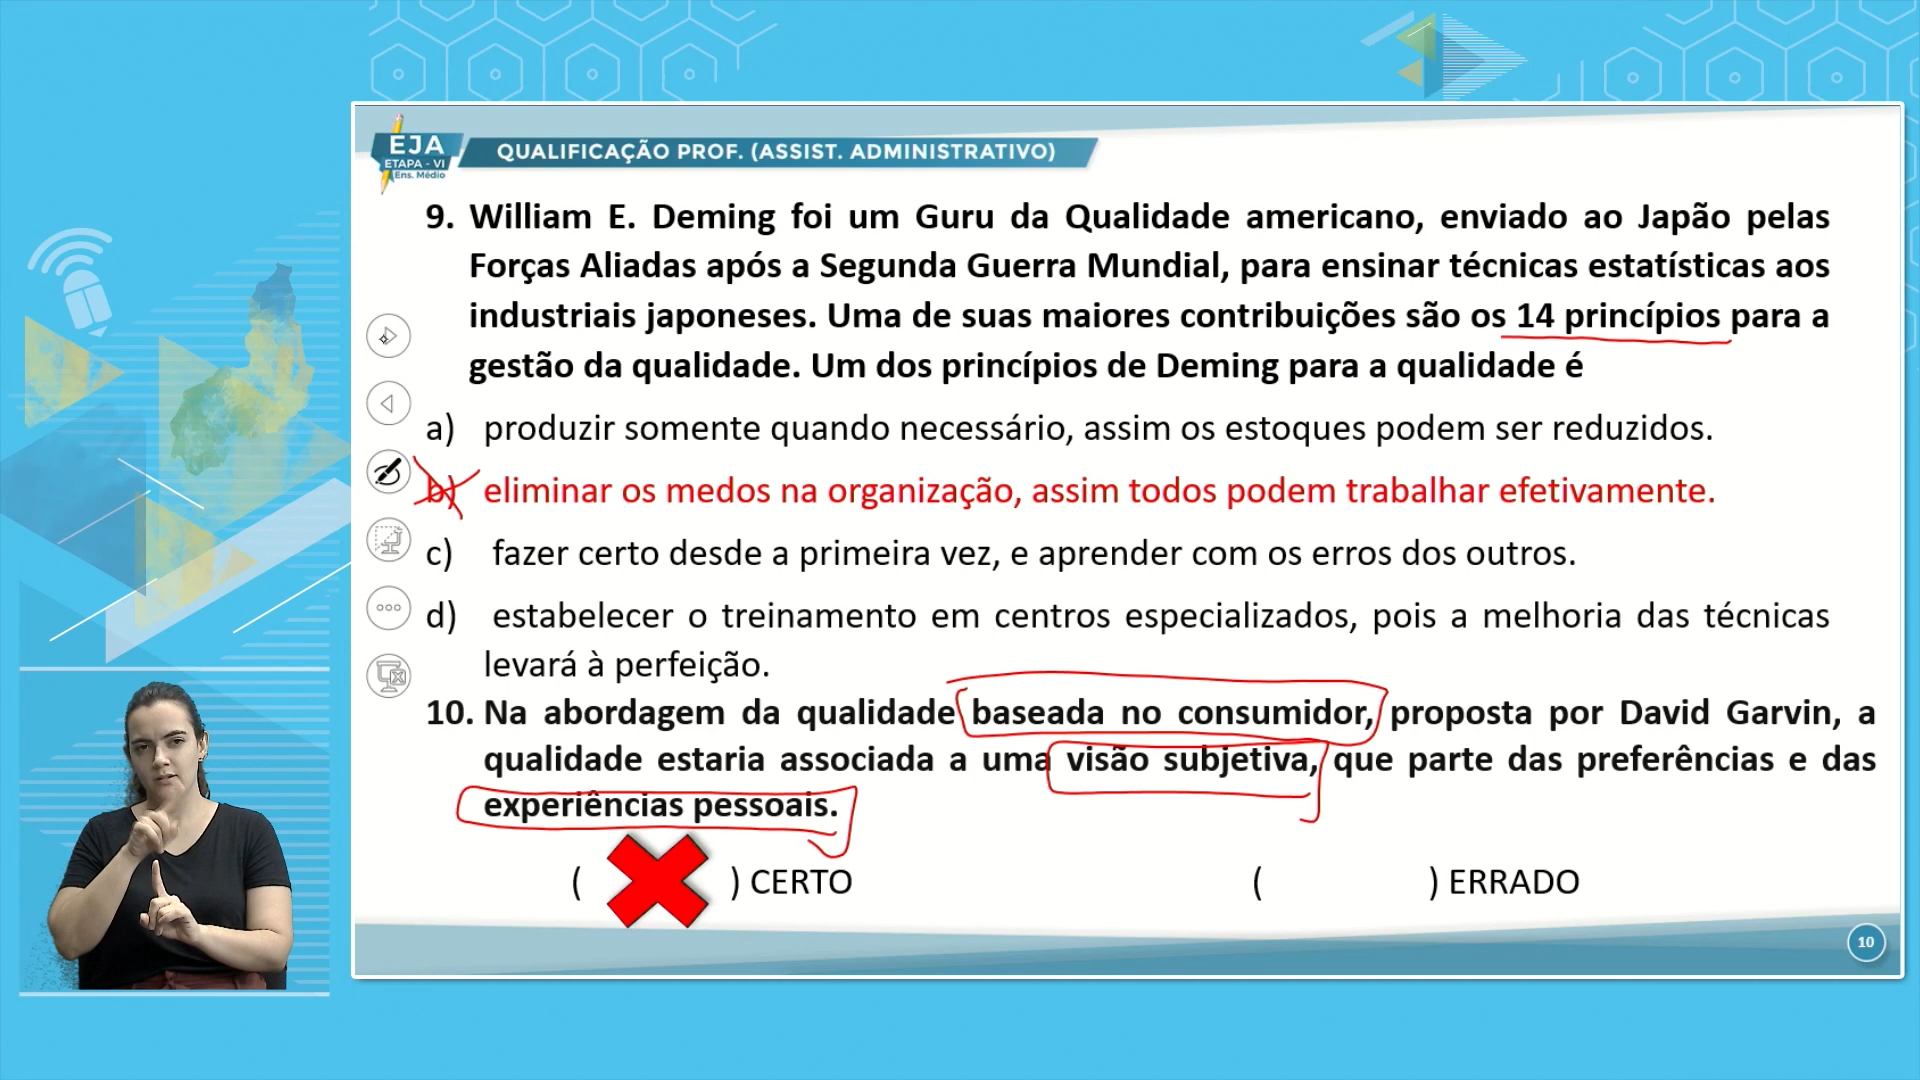 EJA
ETAPA - VI
Ens. Médio
QUALIFICAÇÃO PROF. (ASSIST. ADMINISTRATIVO)
9. William E. Deming foi um Guru da Qualidade americano, enviado ao Japão pelas
Forças Aliadas após a Segunda Guerra Mundial, para ensinar técnicas estatísticas aos
industriais japoneses. Uma de suas maiores contribuições são os 14 princípios para a
gestão da qualidade. Um dos princípios de Deming para a qualidade é
a) produzir somente quando necessário, assim os estoques podem ser reduzidos.
b) eliminar os medos na organização, assim todos podem trabalhar efetivamente.
c) fazer certo desde a primeira vez, e aprender com os erros dos outros.
d) estabelecer o treinamento em centros especializados, pois a melhoria das técnicas
levará à perfeição.
10. Na abordagem da qualidade baseada no consumidor, proposta por David Garvin, a
qualidade estaria associada a uma visão subjetiva, que parte das preferências e das
experiências pessoais.
( ) CERTO ( ) ERRADO
10